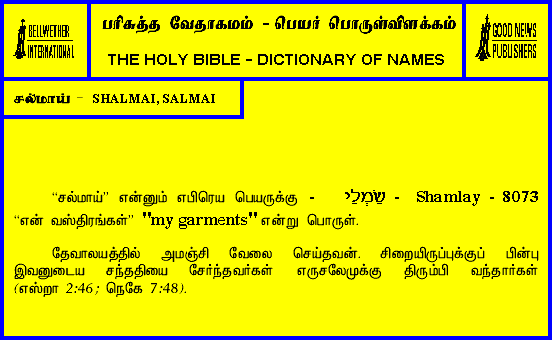 BELLWETHER
INTERNATIONAL
பரிசுத்த வேதாகமம் - பெயர் பொருள்விளக்கம்
THE HOLY BIBLE - DICTIONARY OF NAMES
GOOD NEWS
PUBLISHERS
சல்மாய் - SHALMAI, SALMAI
“சல்மாய்” என்னும் எபிரெய பெயருக்கு - שַׂמְלַי - Shamlay - 8073
“என் வஸ்திரங்கள்” "my garments" என்று பொருள்.
தேவாலயத்தில் அமஞ்சி வேலை செய்தவன். சிறையிருப்புக்குப் பின்பு
இவனுடைய சந்ததியை சேர்ந்தவர்கள் எருசலேமுக்கு திரும்பி வந்தார்கள்
(எஸ்றா 2:46; நெகே 7:48).